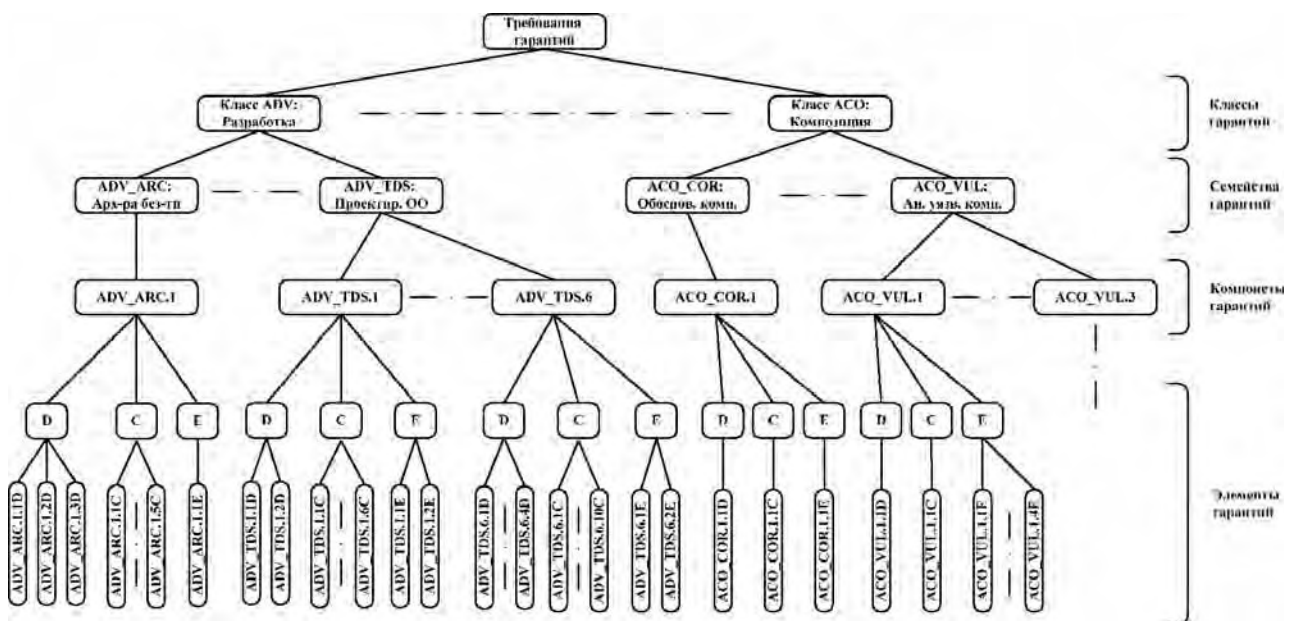 Требования
гарантий
Класс ADV:
Разработка
Класс ACO:
Композиция
Классы
гарантой
ADV_ARC:
Арх-ра без-ти
ADV_TDS:
Проектир. ОО
ACO_COR:
Обоснов. комп.
ACO_VUL:
Ан. уязв. комп.
Семейства
гарантий
ADV_ARC.1
ADV_TDS.1
ADV_TDS.6
ACO_COR.1
ACO_VUL.1
ACO_VUL.3
Компонеты
гарантий
D
C
E
D
C
E
D
C
E
D
C
E
D
C
E
ADV_ARC.1.1D
ADV_ARC.1.2D
ADV_ARC.1.3D
ADV_ARC.1.1C
ADV_ARC.1.5C
ADV_ARC.1.1E
ADV_TDS.1.1D
ADV_TDS.1.2D
ADV_TDS.1.1C
ADV_TDS.1.6C
ADV_TDS.1.1E
ADV_TDS.1.2E
ADV_TDS.6.1D
ADV_TDS.6.4D
ADV_TDS.6.1C
ADV_TDS.6.10C
ADV_TDS.6.1E
ADV_TDS.6.2E
ACO_COR.1.1D
ACO_COR.1.1C
ACO_COR.1.1E
ACO_VUL.1.1D
ACO_VUL.1.1C
ACO_VUL.1.1E
ACO_VUL.1.4E
Элементы
гарантий